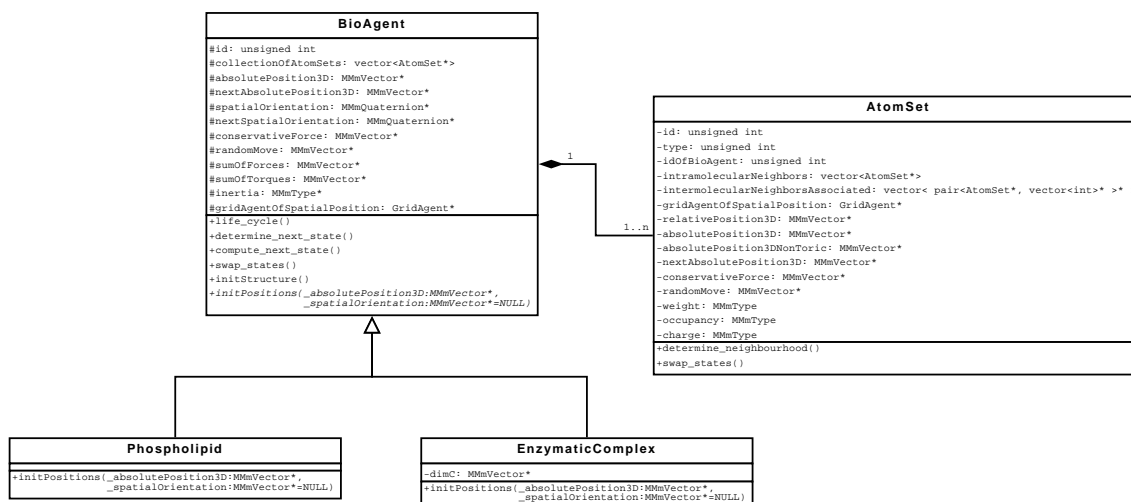 BioAgent
#id: unsigned int
#collectionOfAtomSets: vector<AtomSet*>
#absolutePosition3D: MMmVector*
#nextAbsolutePosition3D: MMmVector*
#spatialOrientation: MMmQuaternion*
#nextSpatialOrientation: MMmQuaternion*
#conservativeForce: MMmVector*
#randomMove: MMmVector*
#sumOfForces: MMmVector*
#sumOfTorques: MMmVector*
#inertia: MMmType*
#gridAgentOfSpatialPosition: GridAgent*
+life_cycle()
+determine_next_state()
+compute_next_state()
+swap_states()
+initStructure()
+initPositions(_absolutePosition3D:MMmVector*,
_spatialOrientation:MMmVector*=NULL)
1
1..n
AtomSet
-id: unsigned int
-type: unsigned int
-idOfBioAgent: unsigned int
-intramolecularNeighbors: vector<AtomSet*>
-intermolecularNeighborsAssociated: vector< pair<AtomSet*, vector<int>* >*
-gridAgentOfSpatialPosition: GridAgent*
-relativePosition3D: MMmVector*
-absolutePosition3D: MMmVector*
-absolutePosition3DNonToric: MMmVector*
-nextAbsolutePosition3D: MMmVector*
-conservativeForce: MMmVector*
-randomMove: MMmVector*
-weight: MMmType
-occupancy: MMmType
-charge: MMmType
+determine_neighbourhood()
+swap_states()
Phospholipid
+initPositions(_absolutePosition3D:MMmVector*,
_spatialOrientation:MMmVector*=NULL)
EnzymaticComplex
-dimC: MMmVector*
+initPositions(_absolutePosition3D:MMmVector*,
_spatialOrientation:MMmVector*=NULL)